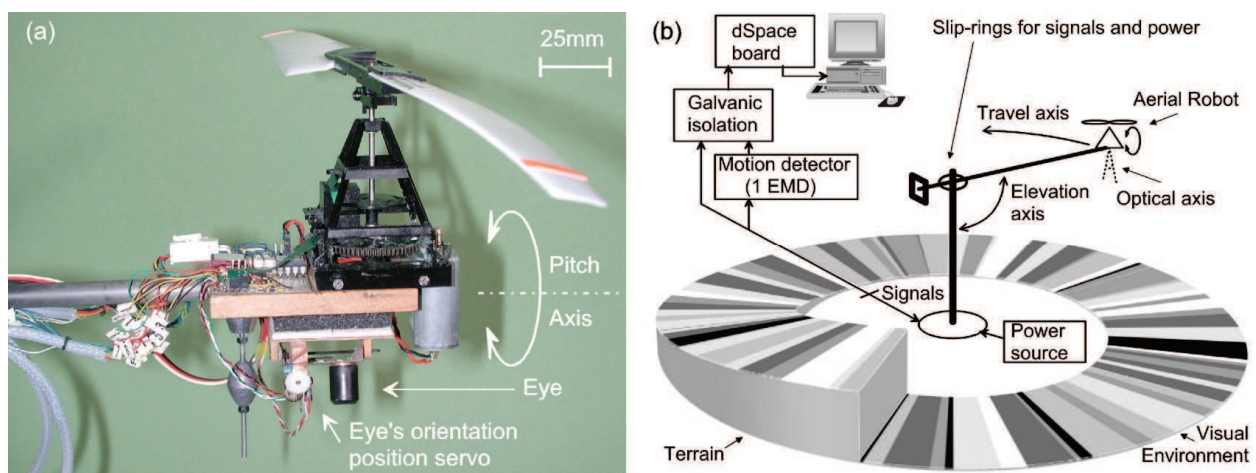 (a)
25mm
Pitch
Axis
Eye
Eye's orientation
position servo
(b)
dSpace
board
Slip-rings for signals and power
Galvanic
isolation
Travel axis
Aerial Robot
Motion detector
(1 EMD)
Elevation
axis
Optical axis
Signals
Power
source
Terrain
Visual
Environment